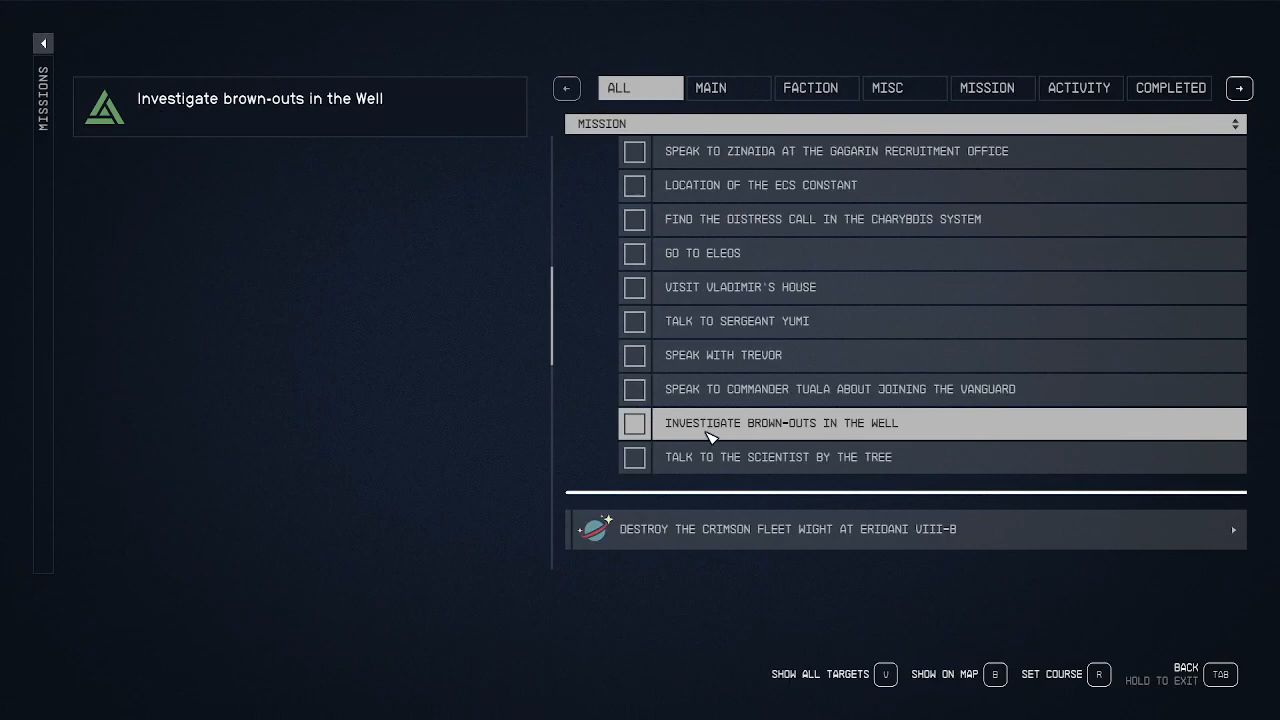 MISSIONS
Investigate brown-outs in the Well
ALL
MAIN
FACTION
MISC
MISSION
ACTIVITY
COMPLETED
MISSION
SPEAK TO ZINAIDA AT THE GAGARIN RECRUITMENT OFFICE
LOCATION OF THE ECS CONSTANT
FIND THE DISTRESS CALL IN THE CHARYBDIS SYSTEM
GO TO ELEOS
VISIT VLADIMIR'S HOUSE
TALK TO SERGEANT YUMI
SPEAK WITH TREVOR
SPEAK TO COMMANDER TUALA ABOUT JOINING THE VANGUARD
INVESTIGATE BROWN-OUTS IN THE WELL
TALK TO THE SCIENTIST BY THE TREE
DESTROY THE CRIMSON FLEET WIGHT AT ERIDANI VIII-B
SHOW ALL TARGETS V
SHOW ON MAP B
SET COURSE R
BACK
HOLD TO EXIT
TAB